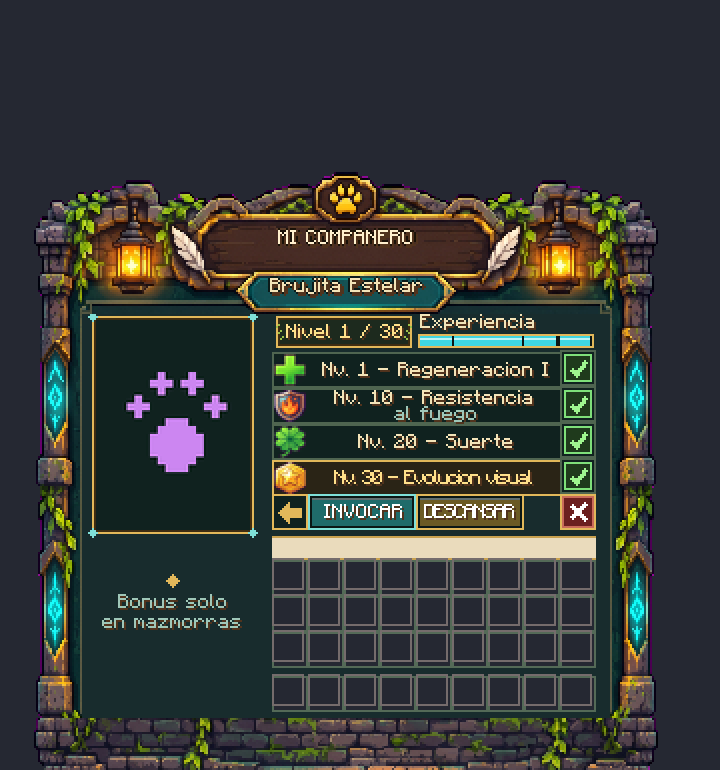 MI COMPANERO
Brujita Estelar
Nivel 1 / 30
Experiencia
Nv. 1 - Regeneracion I
Nv. 10 - Resistencia
al fuego
Nv. 20 - Suerte
Nv. 30 - Evolucion visual
INVOCAR
DESCANSAR
Bonus solo
en mazmorras